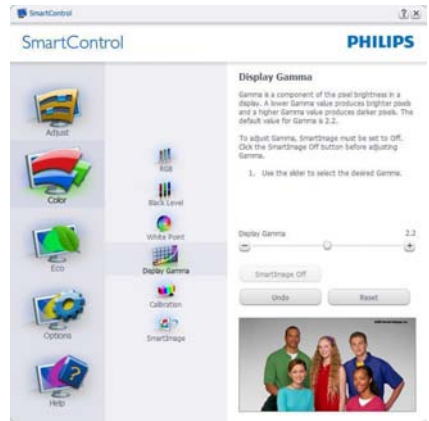 SmartControl
SmartControl
PHILIPS
Adjust
Color
Eco
Options
Help
RGB
Black Level
White Point
Display Gamma
Calibration
SmartImage
Display Gamma
Gamma is a component of the pixel brightness in a
display. A lower Gamma value produces brighter pixels
and a higher Gamma value produces darker pixels. The
default value for Gamma is 2.2.
To adjust Gamma, SmartImage must be set to Off.
Click the SmartImage Off button before adjusting
Gamma.
1. Use the slider to select the desired Gamma.
Display Gamma 2.2
SmartImage Off
Undo Reset